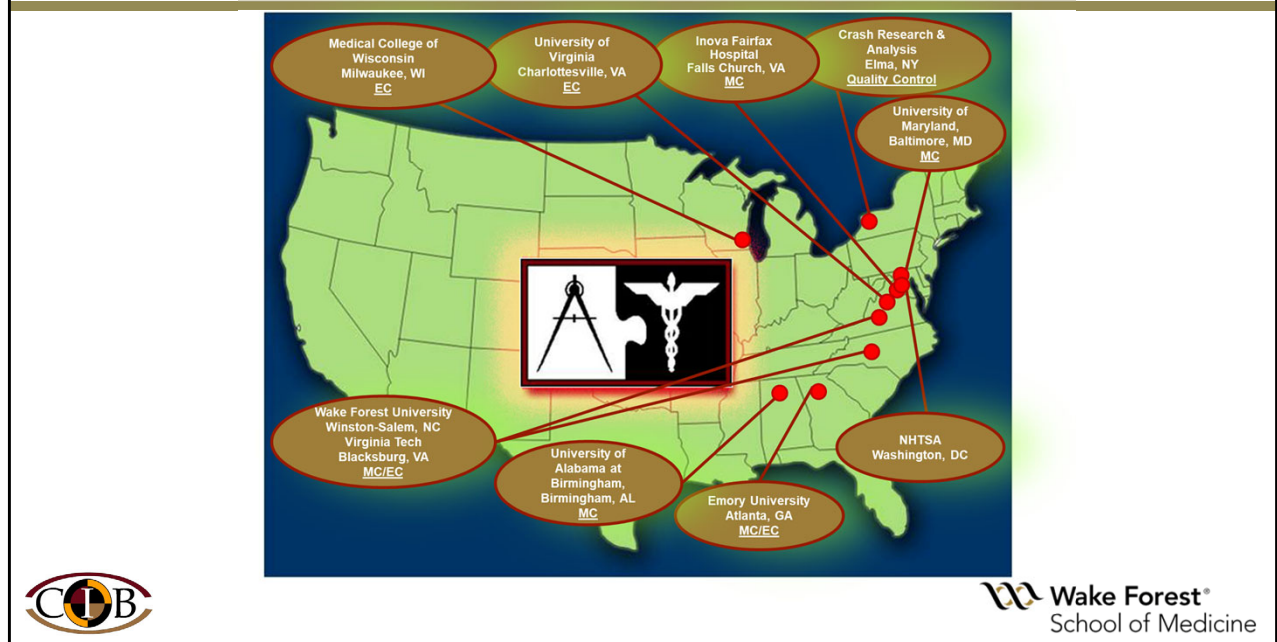 Medical College of
Wisconsin
Milwaukee, WI
EC
University of
Virginia
Charlottesville, VA
EC
Inova Fairfax
Hospital
Falls Church, VA
MC
Crash Research &
Analysis
Elma, NY
Quality Control
University of
Maryland,
Baltimore, MD
MC
Wake Forest University
Winston-Salem, NC
Virginia Tech
Blacksburg, VA
MC/EC
University of
Alabama at
Birmingham,
Birmingham, AL
MC
Emory University
Atlanta, GA
MC/EC
NHTSA
Washington, DC
CIB
Wake Forest®
School of Medicine